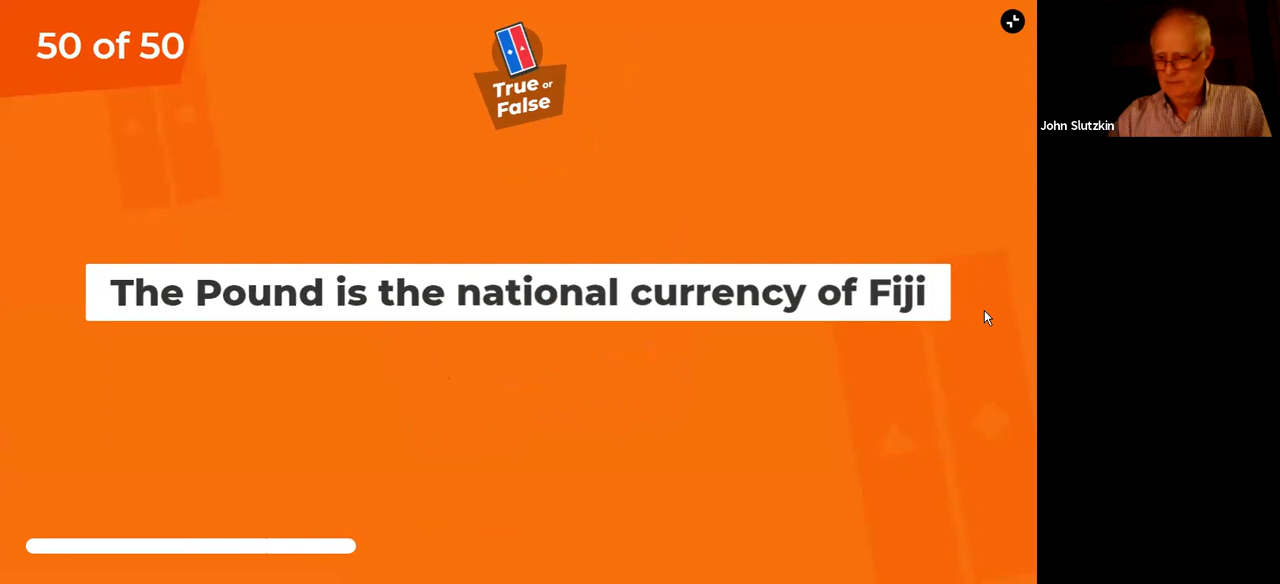 50 of 50
True or
False
John Slutzkin
The Pound is the national currency of Fiji